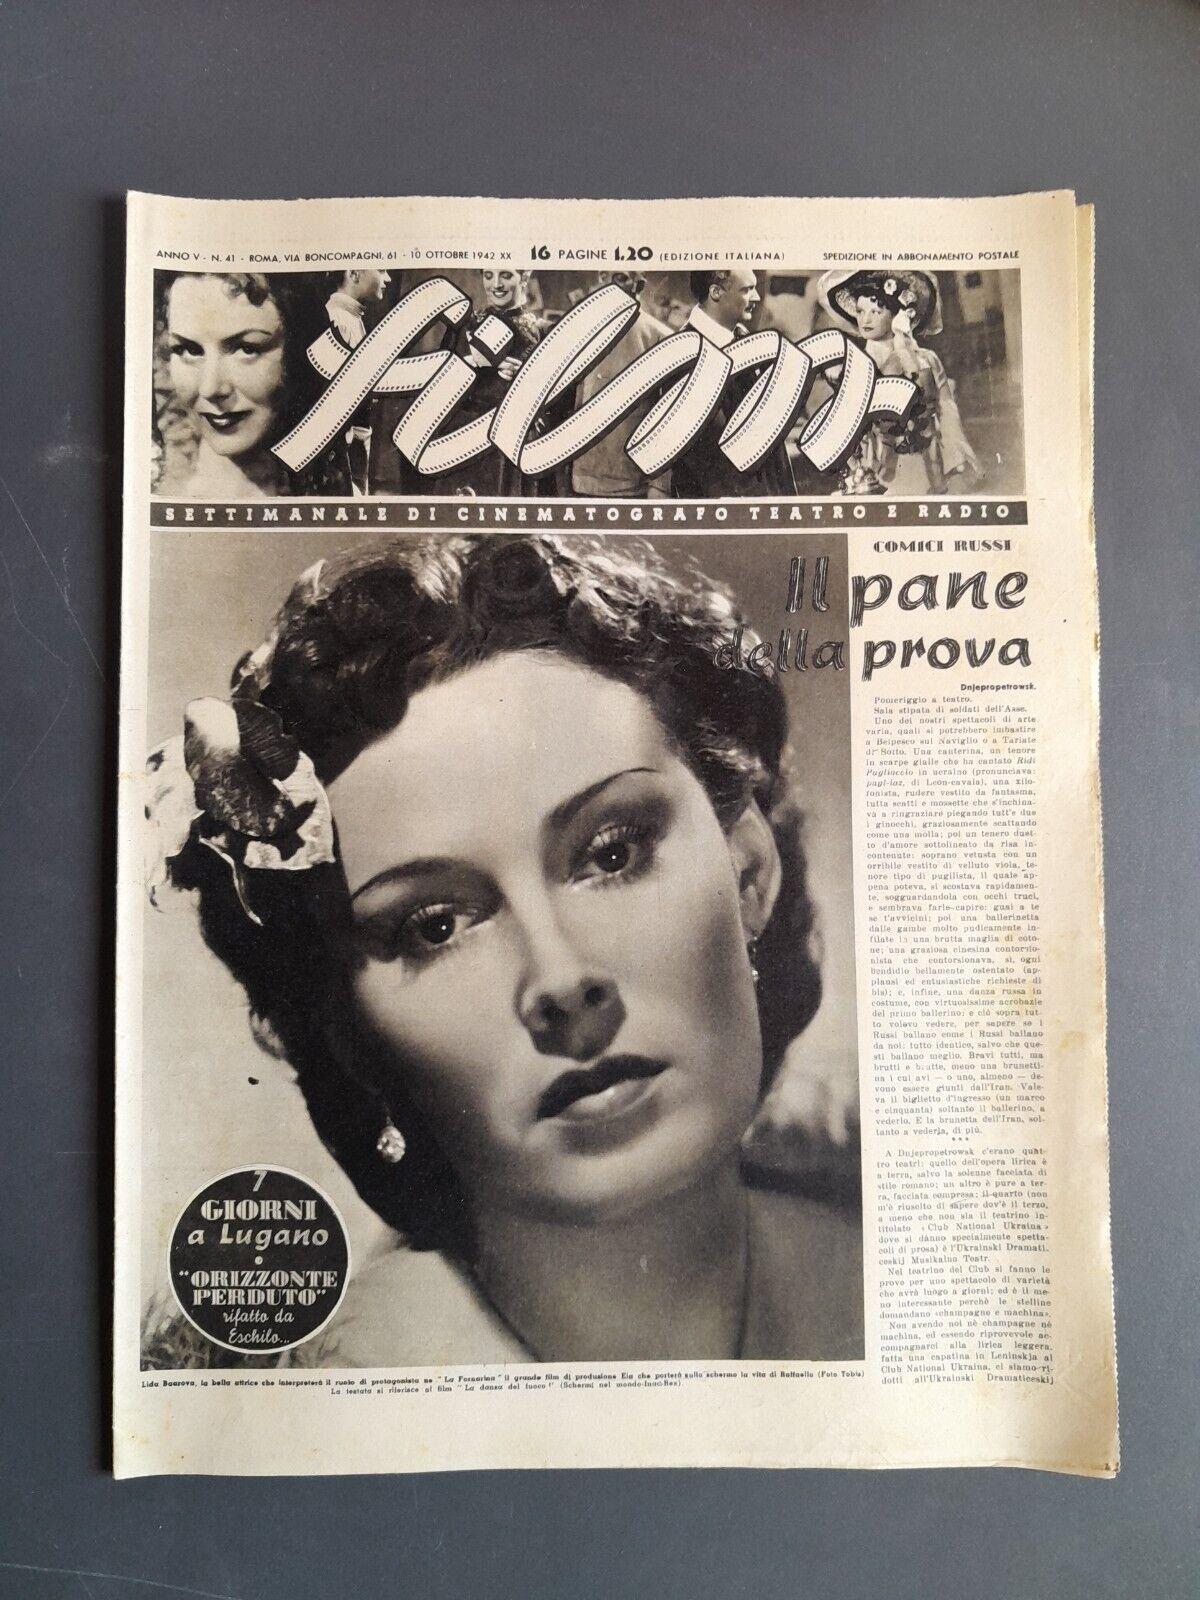 ANNO V - N. 41 - ROMA, VIA BONCOMPAGNI, 61 - 10 OTTOBRE 1942 XX 16 PAGINE 1.20 (EDIZIONE ITALIANA) SPEDIZIONE IN ABBONAMENTO POSTALE
film
SETTIMANALE DI CINEMATOGRAFO TEATRO E RADIO
COMICI RUSSI
Il pane
della prova
Dnjepropetrowsk.
Pomeriggio a teatro.
Sala stipata di soldati dell'Asse.
Uno dei nostri spettacoli di arte
varia, quali si potrebbero imbastire
a Beipesco sul Naviglio o a Tariate
di Sotto. Una canterina, un tenore
in scarpe gialle che ha cantato Ridi
Pagliaccio in ucraino (pronunciava:
pagl-iaz, di Leon-cavala), una xilo-
fonista, rudere vestito da fantasma,
tutta scatti e mossette che s'inchina-
va a ringraziare piegando tutt'e due
i ginocchi, graziosamente scattando
come una molla; poi un tenero duet-
to d'amore sottolineato da risa in-
contenute: soprano vetusta con un
orribile vestito di velluto viola, te-
nore tipo di pugilista, il quale ap-
pena poteva, si scostava rapidamen-
te, sogguardandola con occhi truci,
e sembrava farle capire: guai a te
se t'avvicini; poi una ballerinetta
dalle gambe molto pudicamente in-
filate in una brutta maglia di coto-
ne; una graziosa cinesina contorsio-
nista che contorsionava, sì, ogni
bendidio bellamente ostentato (ap-
plausi ed entusiastiche richieste di
bis); e, infine, una danza russa in
costume, con virtuosissime acrobazie
del primo ballerino: e ciò sopra tut-
to volevo vedere, per sapere se i
Russi ballano come i Russi ballano
da noi: tutto identico, salvo che que-
sti ballano meglio. Bravi tutti, ma
brutti e brutte, meno una brunetti-
na i cui avi — o uno, almeno — de-
vono essere giunti dall'Iran. Vale-
va il biglietto d'ingresso (un marco
e cinquanta) soltanto il ballerino, a
vederlo. E la brunetta dell'Iran, sol-
tanto a vederla, di più.
***
A Dnjepropetrowsk c'erano quat-
tro teatri: quello dell'opera lirica è
a terra, salvo la solenne facciata di
stile romano; un altro è pure a ter-
ra, facciata compresa; il quarto (non
m'è riuscito di sapere dov'è il terzo,
a meno che non sia il teatrino in-
titolato «Club National Ukraina»
dove si dànno specialmente spetta-
coli di prosa) è l'Ukrainski Dramati-
ceskij Musikalno Teatr.
Nel teatrino del Club si fanno le
prove per uno spettacolo di varietà
che avrà luogo a giorni; ed è il me-
no interessante perchè le stelline
domandano «champagne e machina».
Non avendo noi nè champagne nè
machina, ed essendo riprovevole ac-
compagnarci alla lirica leggera,
fatta una capatina in Leninskja al
Club National Ukraina, ci siamo ri-
dotti all'Ukrainski Dramaticeskij
7
GIORNI
a Lugano
•
"ORIZZONTE
PERDUTO"
rifatto da
Eschilo...
Lida Baarova, la bella attrice che interpreterà il ruolo di protagonista ne "La Fornarina" il grande film di produzione Eia che porterà sullo schermo la vita di Raffaello (Foto Tobis)
La testata si riferisce al film "La danza del fuoco!" (Schermi nel mondo-Inac-Rex).